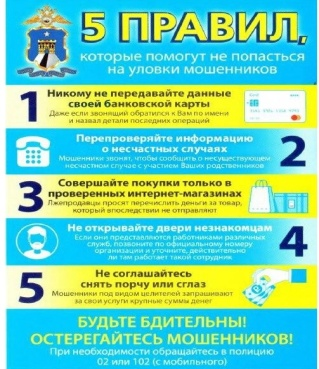 5 ПРАВИЛ,
которые помогут не попасться
на уловки мошенников
1
Никому не передавайте данные
своей банковской карты
Даже если звонящий обратился к Вам по имени
и назвал детали последних операций
Перепроверяйте информацию
о несчастных случаях
2
Мошенники звонят, чтобы сообщить о несуществующем
несчастном случае с участием Ваших родственников
3
Совершайте покупки только в
проверенных интернет-магазинах
Лжепродавцы просят перечислить деньги за товар,
который впоследствии не отправляют
Не открывайте двери незнакомцам
4
Если они представляются работниками различных
служб, позвоните по официальному номеру
организации и уточните, действительно
ли там работает такой сотрудник
5
Не соглашайтесь
снять порчу или сглаз
Мошенники под видом целителей запрашивают
за свои услуги крупные суммы денег
БУДЬТЕ БДИТЕЛЬНЫ!
ОСТЕРЕГАЙТЕСЬ МОШЕННИКОВ!
При необходимости обращайтесь в полицию
02 или 102 (с мобильного)